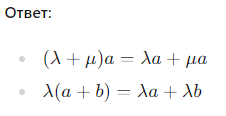 Ответ:
• (λ + μ)a = λa + μa
• λ(a + b) = λa + λb